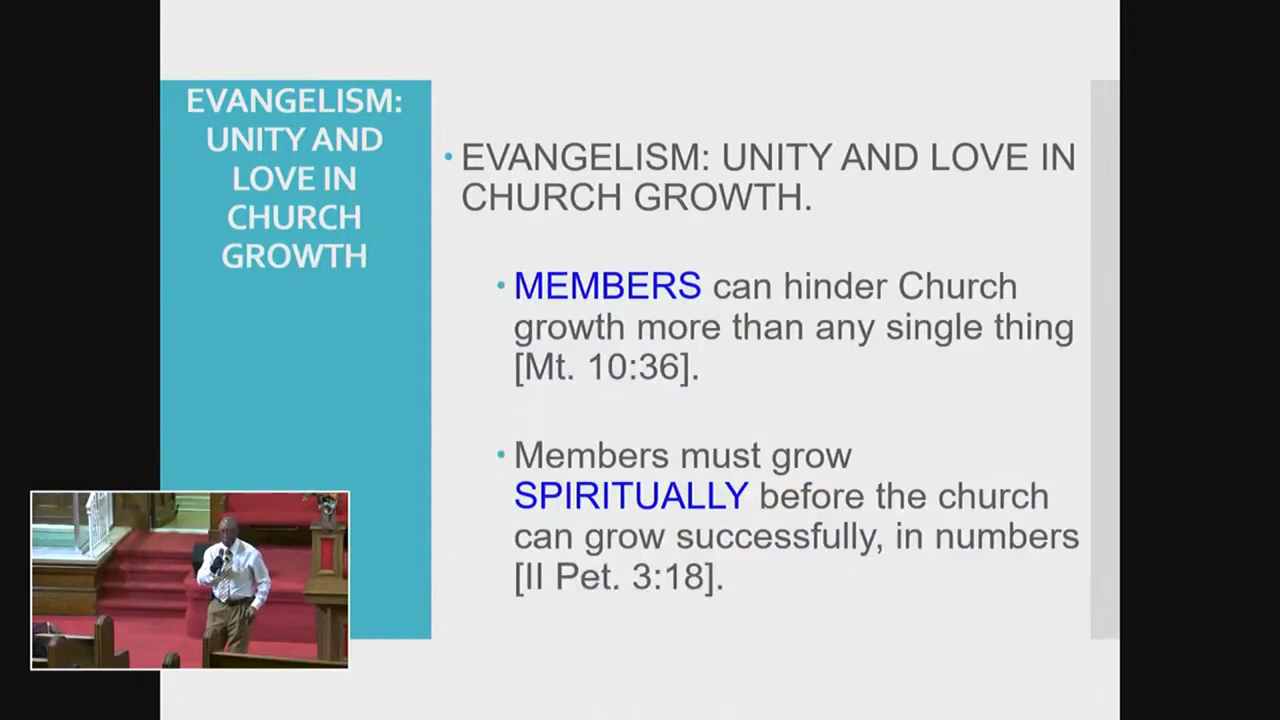 EVANGELISM:
UNITY AND
LOVE IN
CHURCH
GROWTH
• EVANGELISM: UNITY AND LOVE IN
CHURCH GROWTH.
• MEMBERS can hinder Church
growth more than any single thing
[Mt. 10:36].
• Members must grow
SPIRITUALLY before the church
can grow successfully, in numbers
[II Pet. 3:18].